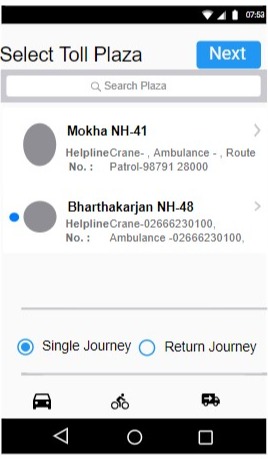 07:53
Select Toll Plaza Next
Search Plaza
Mokha NH-41
Helpline Crane- , Ambulance - , Route
No. : Patrol-98791 28000
Bharthakarjan NH-48
Helpline Crane-02666230100,
No. : Ambulance -02666230100,
Single Journey Return Journey